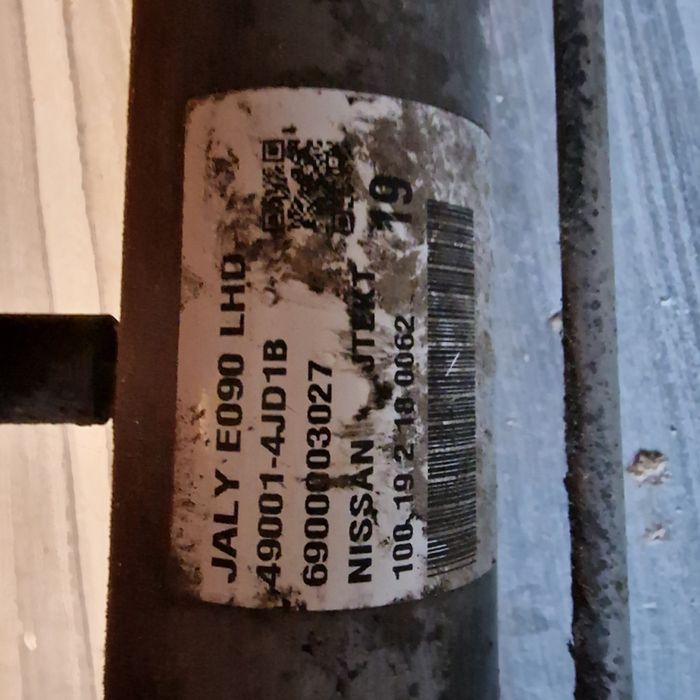 JALY E090 LHD
49001-4JD1B
6900003027
NISSAN JTEKT 19
100 19 2 18 0062